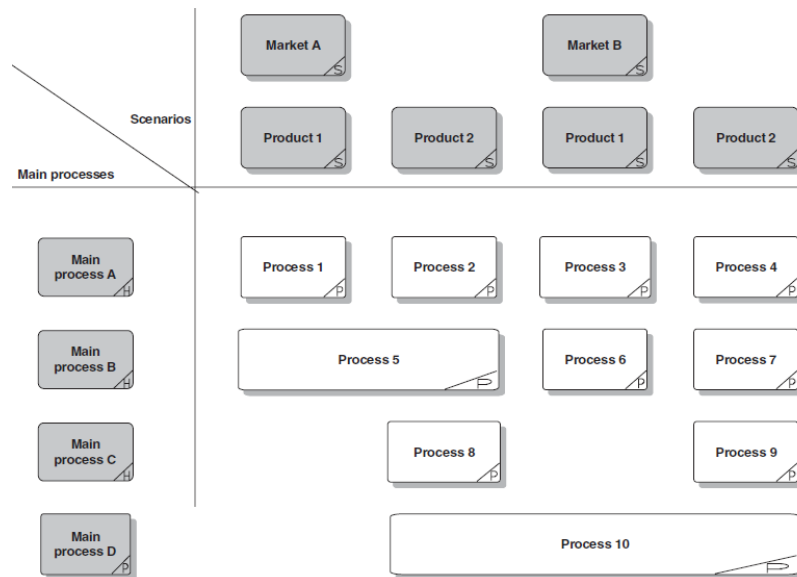 Market A
S
Market B
S
Scenarios
Product 1
S
Product 2
S
Product 1
S
Product 2
S
Main processes
Main
process A
H
Process 1
P
Process 2
P
Process 3
P
Process 4
P
Main
process B
H
Process 5
P
Process 6
P
Process 7
P
Main
process C
H
Process 8
P
Process 9
P
Main
process D
P
Process 10
P